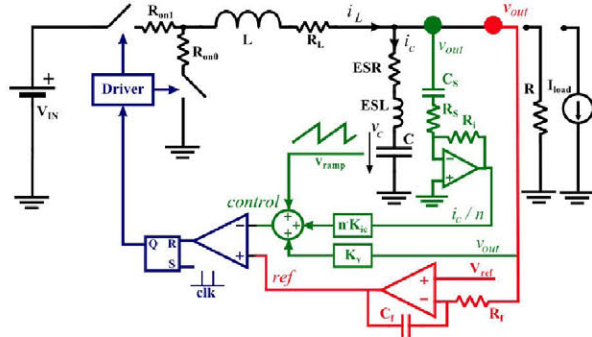 R_on1
L
R_L
i_L
v_out
i_c
v_out
R_on0
ESR
C_S
Driver
V_IN
ESL
R_S
R_i
R
I_load
v_c
C
v_ramp
control
i_c / n
n·K_ic
v_out
K_v
Q R
S
clk
ref
V_ref
C_f
R_f